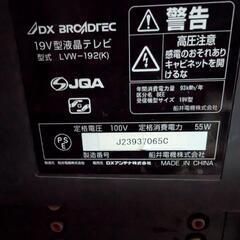 DX BROADTEC
19V型液晶テレビ
型式 LVW-192(K)
JQA
警告
高圧注意
感電のおそれあり
キャビネットを開け
るな
年間消費電力量 93kWh/年
区分名 BEE
受信機型サイズ 19V型
船井電機株式会社
定格電圧 100V 定格消費電力 55W
PSE
J23937065C
製造番号
船井電機株式会社
販売元 DXアンテナ株式会社 MADE IN CHINA